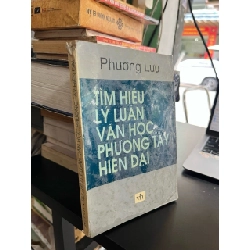 Phương Lựu
TÌM HIỂU
LÝ LUẬN
VĂN HỌC
PHƯƠNG TÂY
HIỆN ĐẠI